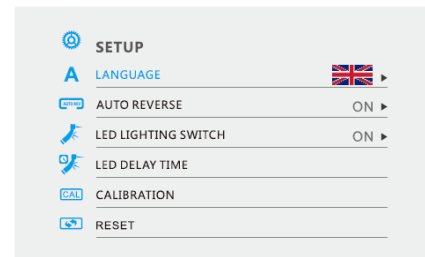 SETUP
A LANGUAGE
AUTO REVERSE ON
LED LIGHTING SWITCH ON
LED DELAY TIME
CAL CALIBRATION
RESET